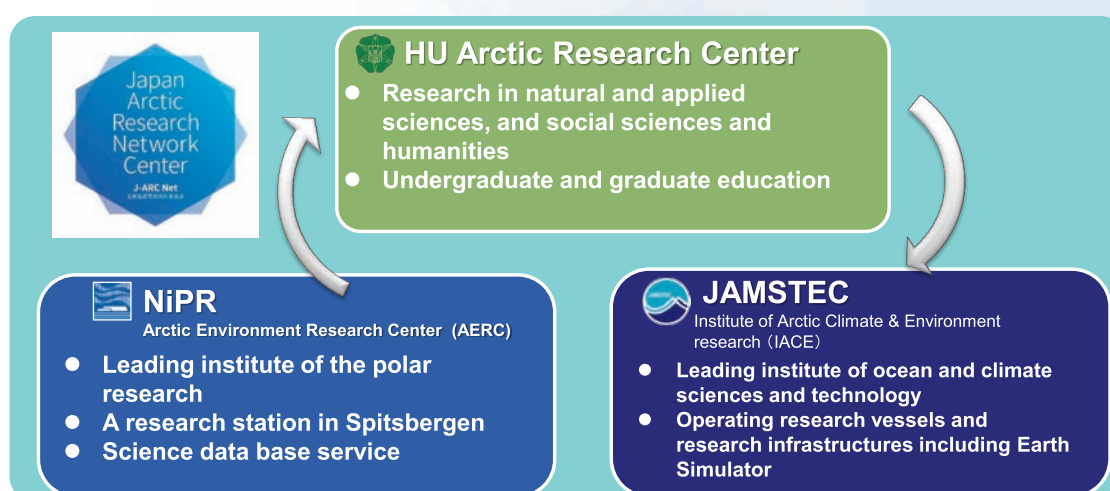 Japan
Arctic
Research
Network
Center
J-ARC Net
HU Arctic Research Center
● Research in natural and applied
sciences, and social sciences and
humanities
● Undergraduate and graduate education
NiPR
Arctic Environment Research Center (AERC)
● Leading institute of the polar
research
● A research station in Spitsbergen
● Science data base service
JAMSTEC
JAMSTEC
Institute of Arctic Climate & Environment
research（IACE）
● Leading institute of ocean and climate
sciences and technology
● Operating research vessels and
research infrastructures including Earth
Simulator